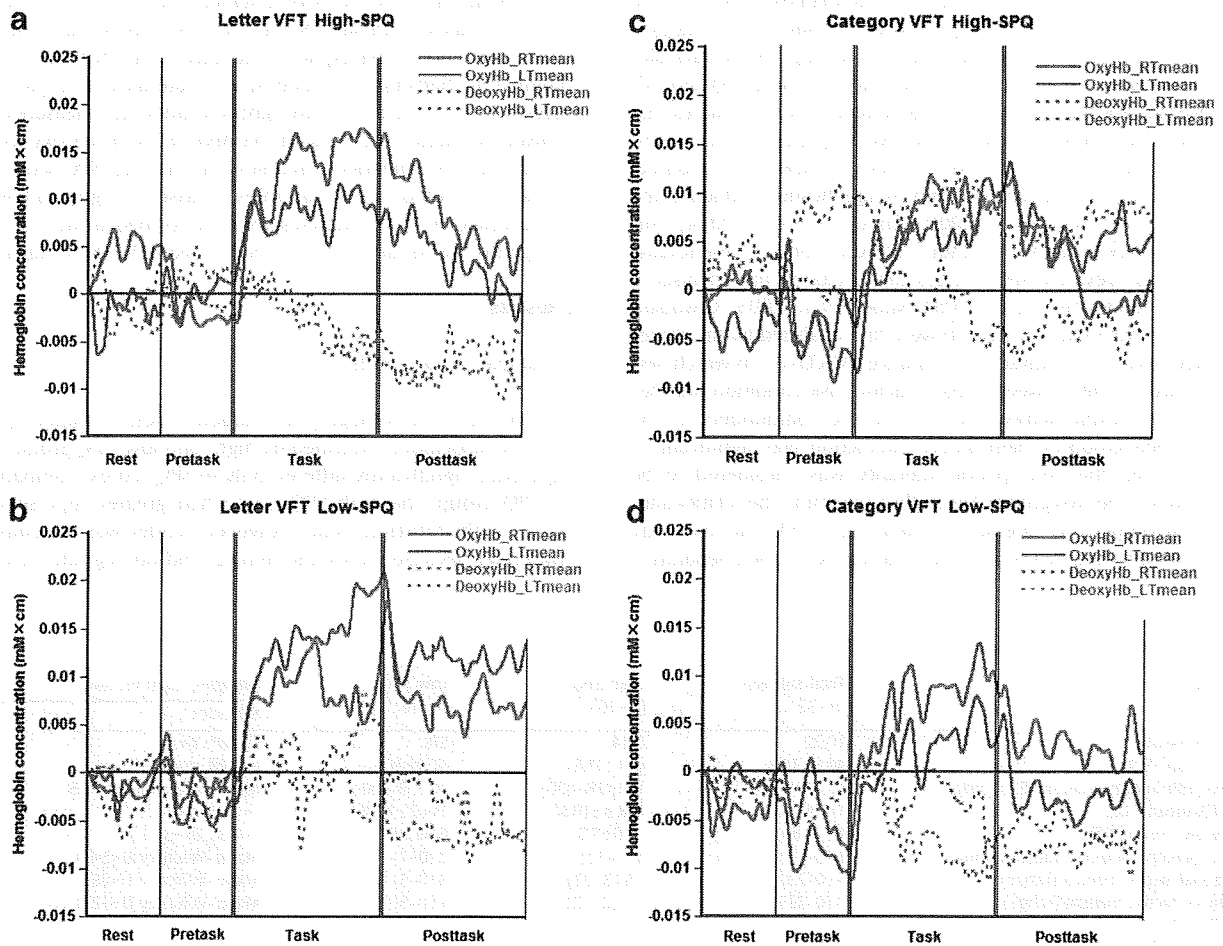 a
Letter VFT High-SPQ
OxyHb_RTmean
OxyHb_LTmean
DeoxyHb_RTmean
DeoxyHb_LTmean
Hemoglobin concentration (mM×cm)
0.025
0.02
0.015
0.01
0.005
0
-0.005
-0.01
-0.015
Rest Pretask Task Posttask
c
Category VFT High-SPQ
OxyHb_RTmean
OxyHb_LTmean
DeoxyHb_RTmean
DeoxyHb_LTmean
Hemoglobin concentration (mM×cm)
0.025
0.02
0.015
0.01
0.005
0
-0.005
-0.01
-0.015
Rest Pretask Task Posttask
b
Letter VFT Low-SPQ
OxyHb_RTmean
OxyHb_LTmean
DeoxyHb_RTmean
DeoxyHb_LTmean
Hemoglobin concentration (mM×cm)
0.025
0.02
0.015
0.01
0.005
0
-0.005
-0.01
-0.015
Rest Pretask Task Posttask
d
Category VFT Low-SPQ
OxyHb_RTmean
OxyHb_LTmean
DeoxyHb_RTmean
DeoxyHb_LTmean
Hemoglobin concentration (mM×cm)
0.025
0.02
0.015
0.01
0.005
0
-0.005
-0.01
-0.015
Rest Pretask Task Posttask